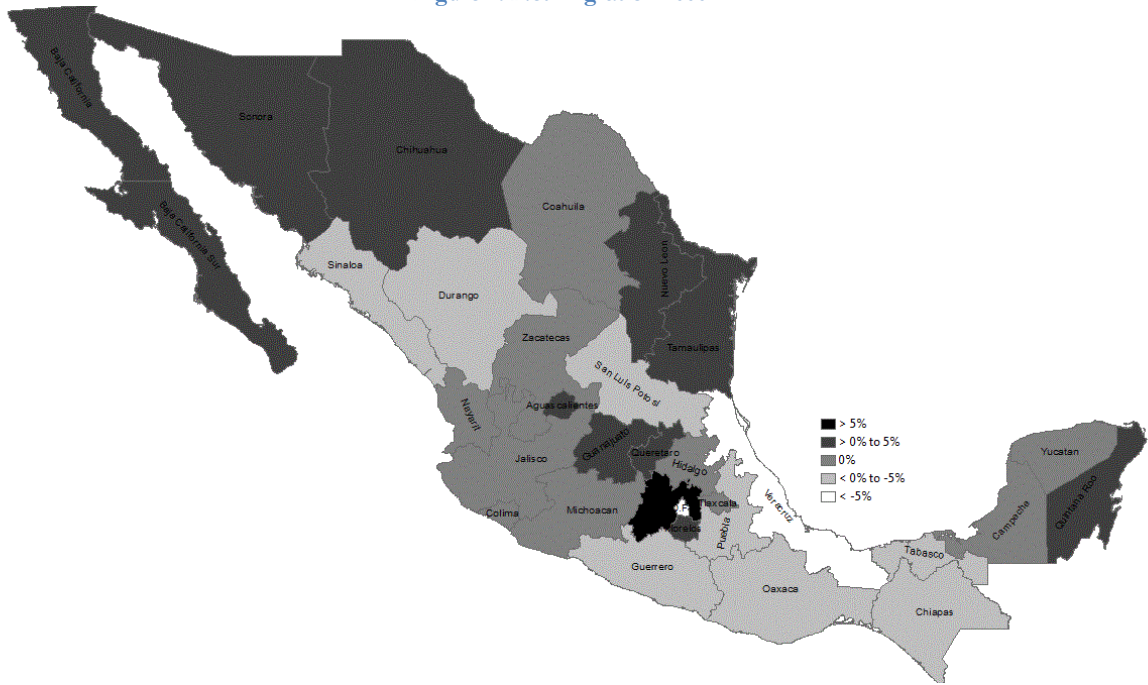 Baja California
Sonora
Chihuahua
Coahuila
Baja California Sur
Nuevo Leon
Sinaloa
Durango
Zacatecas
Tamaulipas
San Luis Potosi
Nayarit
Aguascalientes
> 5%
> 0% to 5%
0%
< 0% to -5%
< -5%
Guanajuato
Queretaro
Jalisco
Hidalgo
Yucatan
Quintana Roo
Campeche
Veracruz
Colima
Michoacan
Tlaxcala
Puebla
Tabasco
Guerrero
Oaxaca
Chiapas